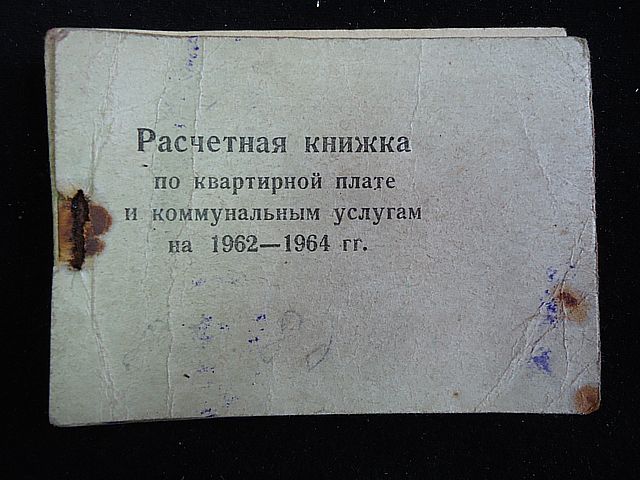 Расчетная книжка
по квартирной плате
и коммунальным услугам
на 1962—1964 гг.